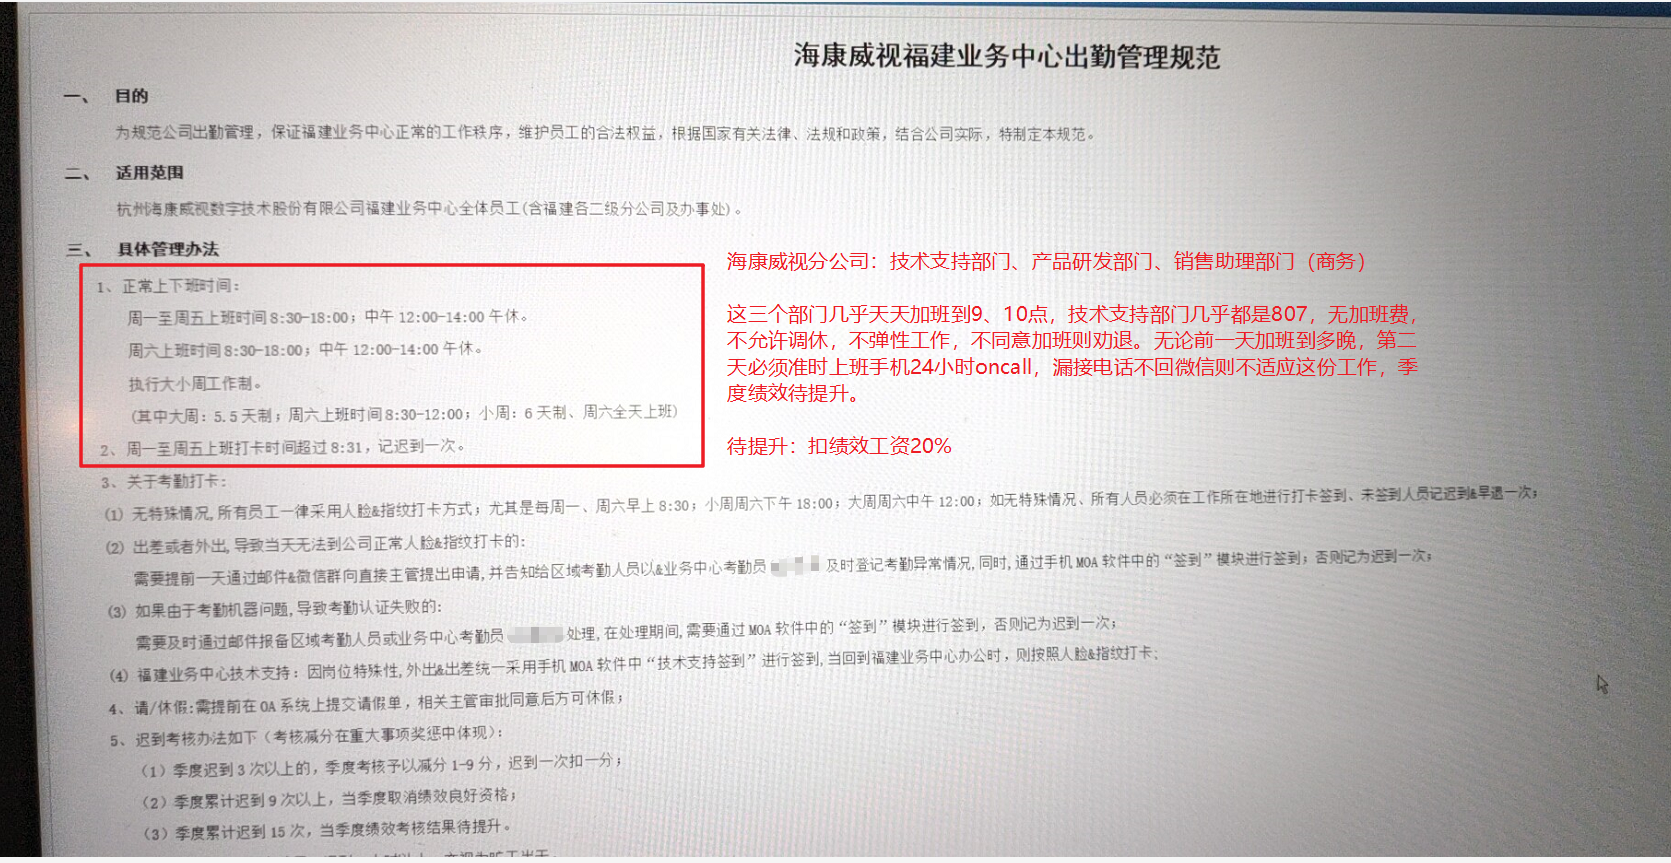 海康威视福建业务中心出勤管理规范
一、 目的
为规范公司出勤管理，保证福建业务中心正常的工作秩序，维护员工的合法权益，根据国家有关法律、法规和政策，结合公司实际，特制定本规范。
二、 适用范围
杭州海康威视数字技术股份有限公司福建业务中心全体员工(含福建各二级分公司及办事处)。
三、 具体管理办法
1、正常上下班时间：
周一至周五上班时间8:30-18:00；中午 12:00-14:00 午休。
周六上班时间8:30-18:00；中午 12:00-14:00 午休。
执行大小周工作制。
(其中大周：5.5 天制；周六上班时间8:30-12:00；小周：6 天制、周六全天上班)
2、周一至周五上班打卡时间超过 8:31，记迟到一次。
海康威视分公司：技术支持部门、产品研发部门、销售助理部门（商务）
这三个部门几乎天天加班到9、10点，技术支持部门几乎都是807，无加班费，
不允许调休，不弹性工作，不同意加班则劝退。无论前一天加班到多晚，第二
天必须准时上班手机24小时oncall，漏接电话不回微信则不适应这份工作，季
度绩效待提升。
待提升：扣绩效工资20%
3、关于考勤打卡：
(1) 无特殊情况,所有员工一律采用人脸&指纹打卡方式；尤其是每周一、周六早上 8:30；小周周六下午 18:00；大周周六中午 12:00；如无特殊情况、所有人员必须在工作所在地进行打卡签到、未签到人员记迟到&早退一次；
(2) 出差或者外出,导致当天无法到公司正常人脸&指纹打卡的：
需要提前一天通过邮件&微信群向直接主管提出申请,并告知给区域考勤人员以&业务中心考勤员 及时登记考勤异常情况,同时,通过手机 MOA 软件中的“签到”模块进行签到；否则记为迟到一次；
(3) 如果由于考勤机器问题,导致考勤认证失败的：
需要及时通过邮件报备区域考勤人员或业务中心考勤员 处理,在处理期间,需要通过 MOA 软件中的“签到”模块进行签到，否则记为迟到一次；
(4) 福建业务中心技术支持：因岗位特殊性,外出&出差统一采用手机 MOA 软件中“技术支持签到”进行签到,当回到福建业务中心办公时，则按照人脸&指纹打卡；
4、请/休假:需提前在 OA 系统上提交请假单，相关主管审批同意后方可休假；
5、迟到考核办法如下（考核减分在重大事项奖惩中体现）：
（1）季度迟到 3 次以上的，季度考核予以减分 1-9 分，迟到一次扣一分；
（2）季度累计迟到 9 次以上，当季度取消绩效良好资格；
（3）季度累计迟到 15 次，当季度绩效考核结果待提升。